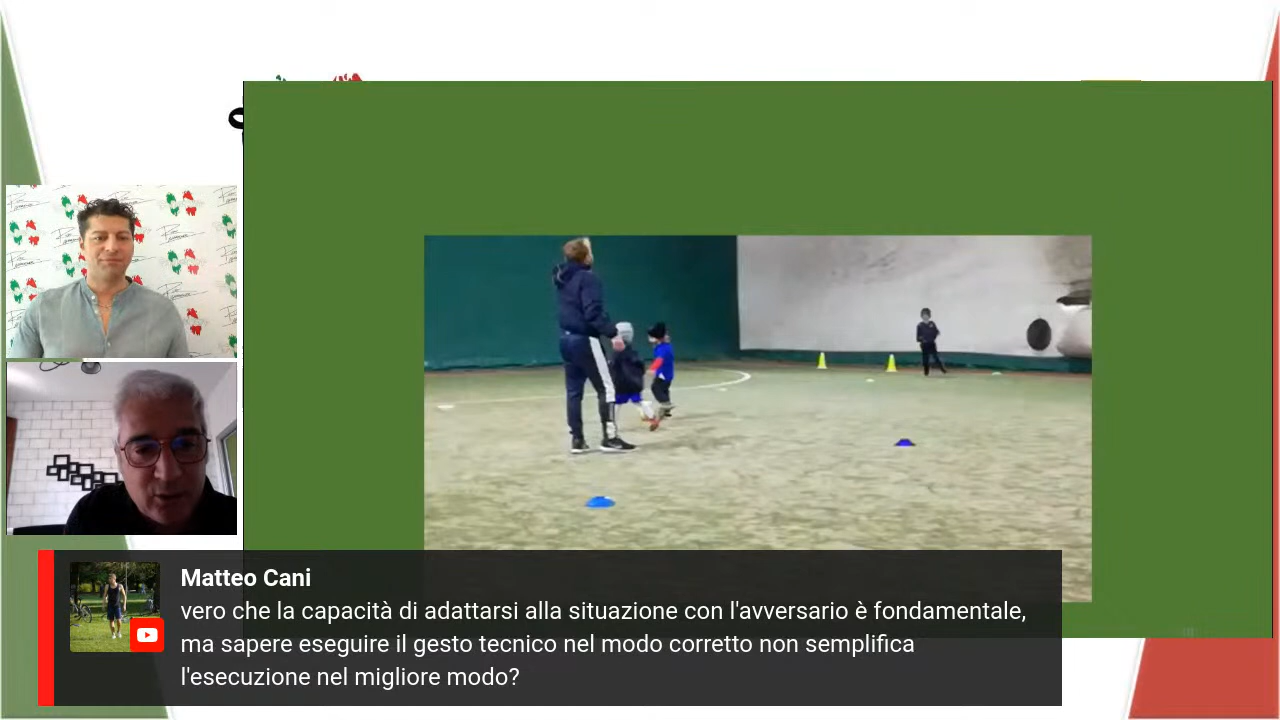 Matteo Cani
vero che la capacità di adattarsi alla situazione con l'avversario è fondamentale,
ma sapere eseguire il gesto tecnico nel modo corretto non semplifica
l'esecuzione nel migliore modo?